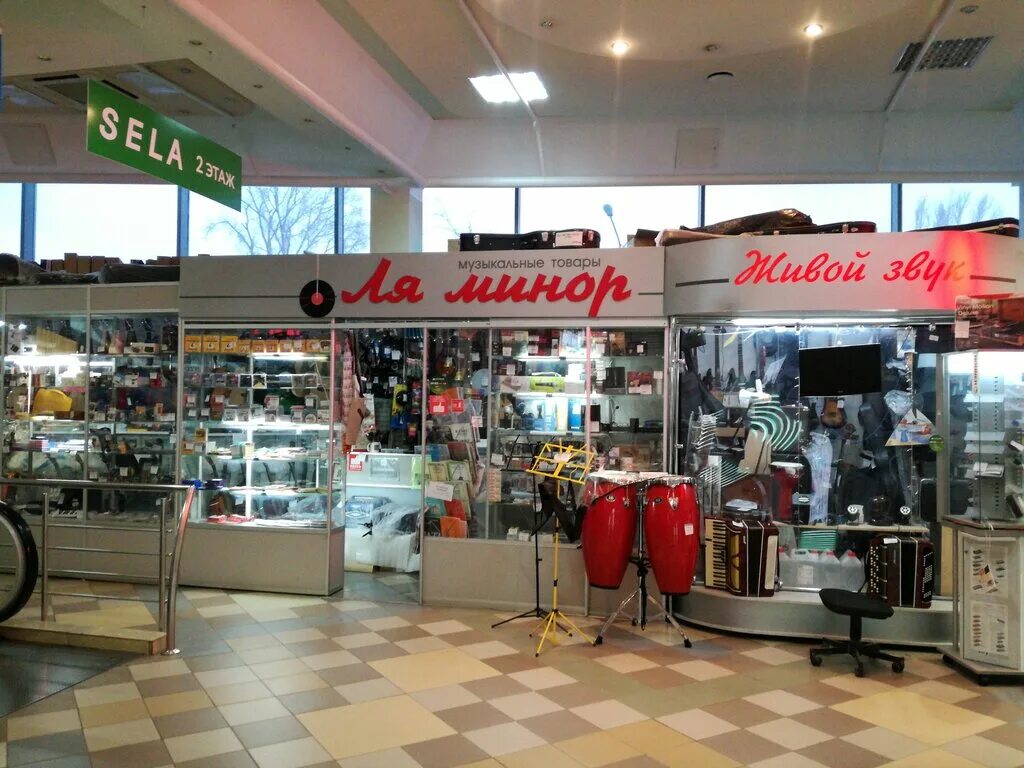 SELA 2 ЭТАЖ
музыкальные товары
Ля минор
Живой звук